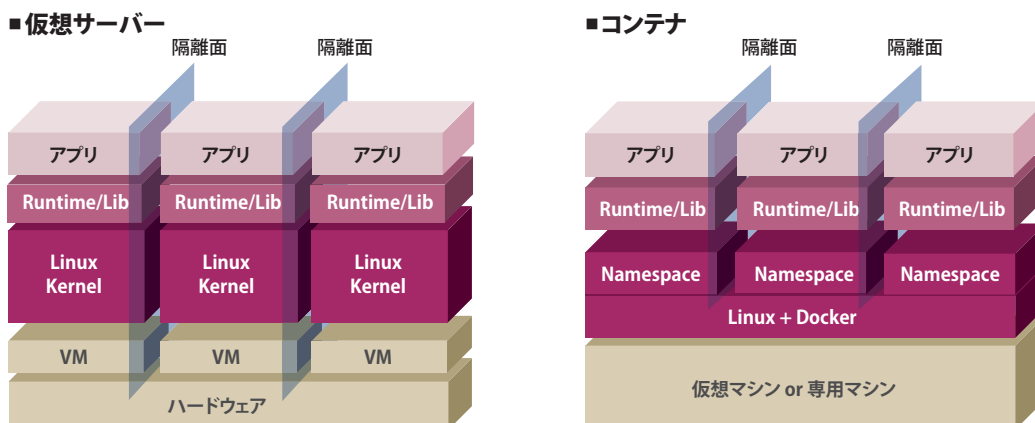 ■仮想サーバー
隔離面 隔離面
アプリ アプリ アプリ
Runtime/Lib Runtime/Lib Runtime/Lib
Linux Kernel Linux Kernel Linux Kernel
VM VM VM
ハードウェア
■コンテナ
隔離面 隔離面
アプリ アプリ アプリ
Runtime/Lib Runtime/Lib Runtime/Lib
Namespace Namespace Namespace
Linux + Docker
仮想マシン or 専用マシン